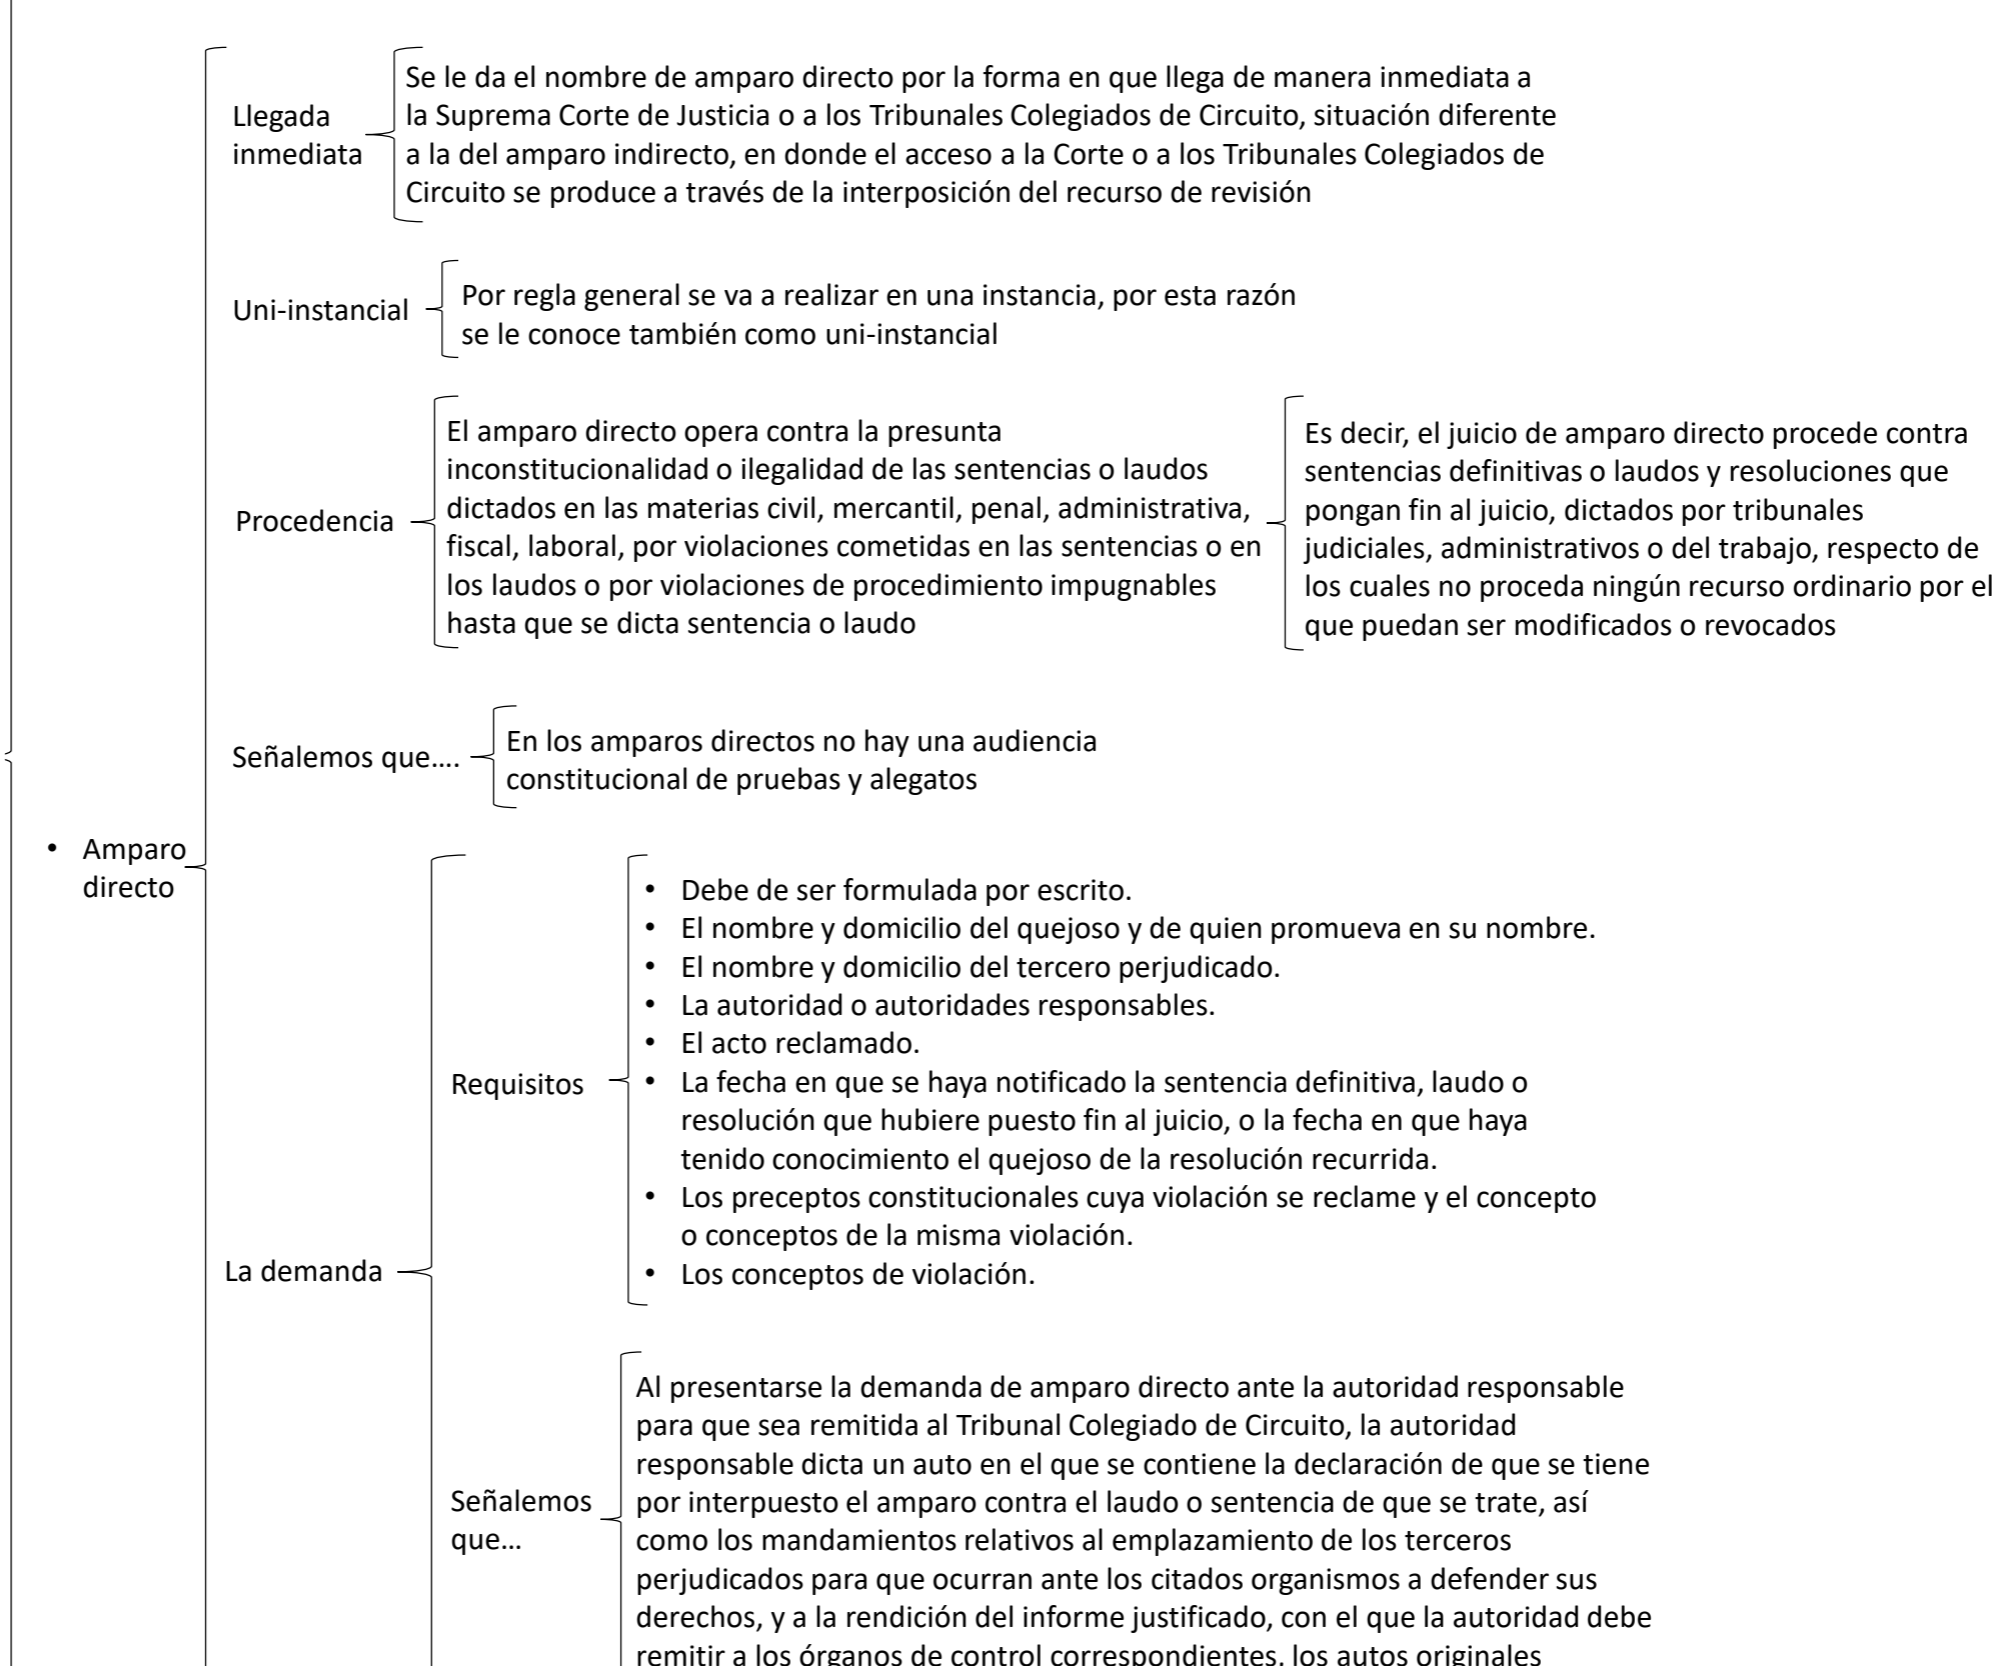 • Amparo
directo
Llegada
inmediata
Se le da el nombre de amparo directo por la forma en que llega de manera inmediata a
la Suprema Corte de Justicia o a los Tribunales Colegiados de Circuito, situación diferente
a la del amparo indirecto, en donde el acceso a la Corte o a los Tribunales Colegiados de
Circuito se produce a través de la interposición del recurso de revisión
Uni-instancial
Por regla general se va a realizar en una instancia, por esta razón
se le conoce también como uni-instancial
Procedencia
El amparo directo opera contra la presunta
inconstitucionalidad o ilegalidad de las sentencias o laudos
dictados en las materias civil, mercantil, penal, administrativa,
fiscal, laboral, por violaciones cometidas en las sentencias o en
los laudos o por violaciones de procedimiento impugnables
hasta que se dicta sentencia o laudo
Es decir, el juicio de amparo directo procede contra
sentencias definitivas o laudos y resoluciones que
pongan fin al juicio, dictados por tribunales
judiciales, administrativos o del trabajo, respecto de
los cuales no proceda ningún recurso ordinario por el
que puedan ser modificados o revocados
Señalemos que….
En los amparos directos no hay una audiencia
constitucional de pruebas y alegatos
La demanda
Requisitos
• Debe de ser formulada por escrito.
• El nombre y domicilio del quejoso y de quien promueva en su nombre.
• El nombre y domicilio del tercero perjudicado.
• La autoridad o autoridades responsables.
• El acto reclamado.
• La fecha en que se haya notificado la sentencia definitiva, laudo o
resolución que hubiere puesto fin al juicio, o la fecha en que haya
tenido conocimiento el quejoso de la resolución recurrida.
• Los preceptos constitucionales cuya violación se reclame y el concepto
o conceptos de la misma violación.
• Los conceptos de violación.
Señalemos
que…
Al presentarse la demanda de amparo directo ante la autoridad responsable
para que sea remitida al Tribunal Colegiado de Circuito, la autoridad
responsable dicta un auto en el que se contiene la declaración de que se tiene
por interpuesto el amparo contra el laudo o sentencia de que se trate, así
como los mandamientos relativos al emplazamiento de los terceros
perjudicados para que ocurran ante los citados organismos a defender sus
derechos, y a la rendición del informe justificado, con el que la autoridad debe
remitir a los órganos de control correspondientes, los autos originales